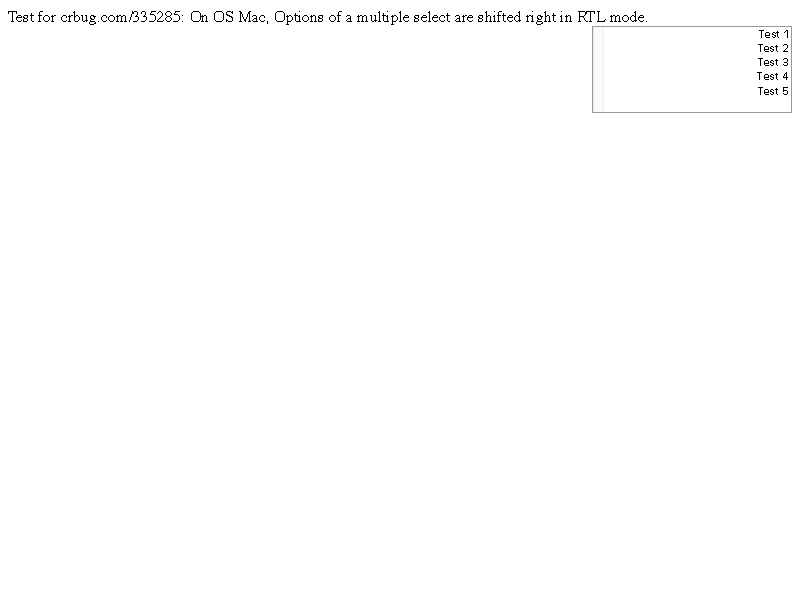 Test for crbug.com/335285: On OS Mac, Options of a multiple select are shifted right in RTL mode.
Test 1
Test 2
Test 3
Test 4
Test 5